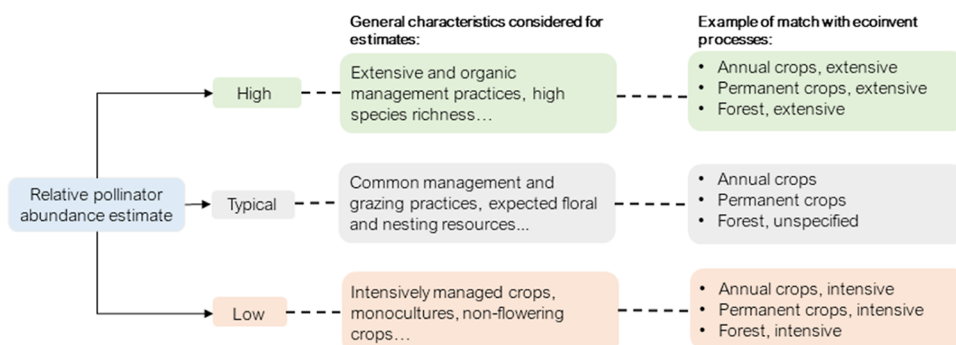 General characteristics considered for
estimates:
Example of match with ecoinvent
processes:
Relative pollinator
abundance estimate
High
Extensive and organic
management practices, high
species richness…
• Annual crops, extensive
• Permanent crops, extensive
• Forest, extensive
Typical
Common management and
grazing practices, expected floral
and nesting resources...
• Annual crops
• Permanent crops
• Forest, unspecified
Low
Intensively managed crops,
monocultures, non-flowering
crops…
• Annual crops, intensive
• Permanent crops, intensive
• Forest, intensive